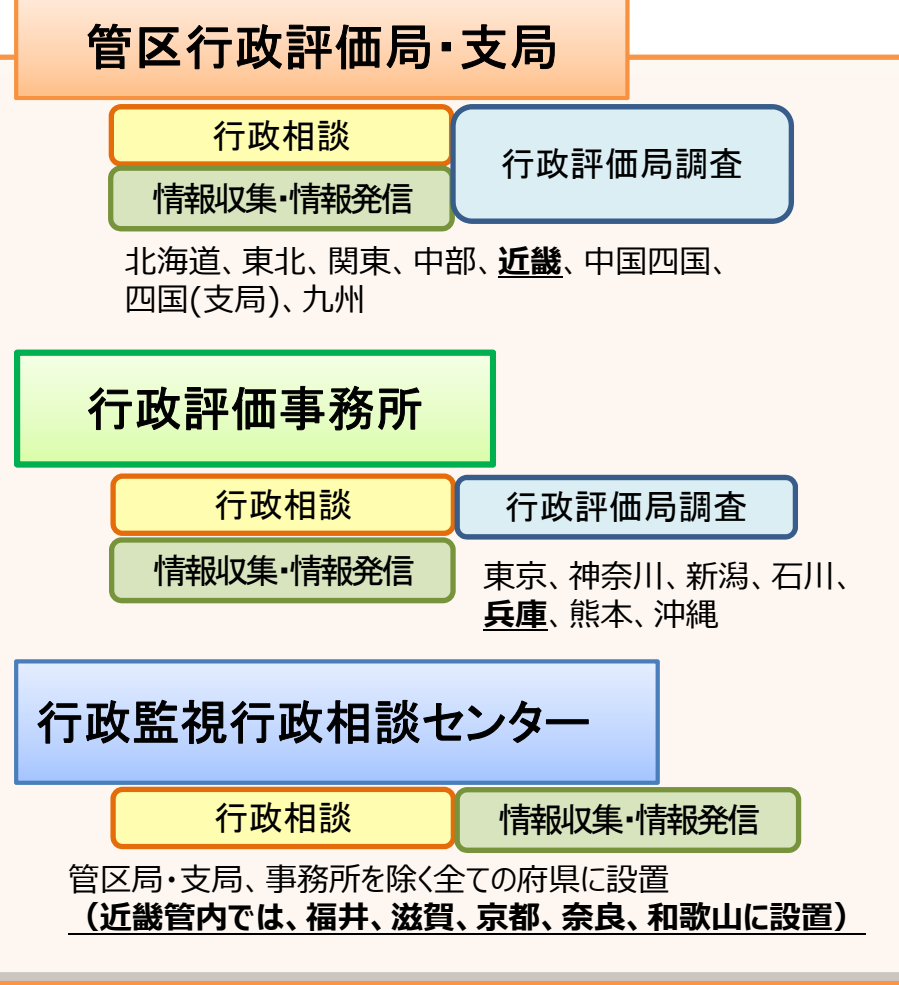 管区行政評価局・支局
行政相談
行政評価局調査
情報収集・情報発信
北海道、東北、関東、中部、近畿、中国四国、
四国(支局)、九州
行政評価事務所
行政相談
行政評価局調査
情報収集・情報発信
東京、神奈川、新潟、石川、
兵庫、熊本、沖縄
行政監視行政相談センター
行政相談
情報収集・情報発信
管区局・支局、事務所を除く全ての府県に設置
（近畿管内では、福井、滋賀、京都、奈良、和歌山に設置）